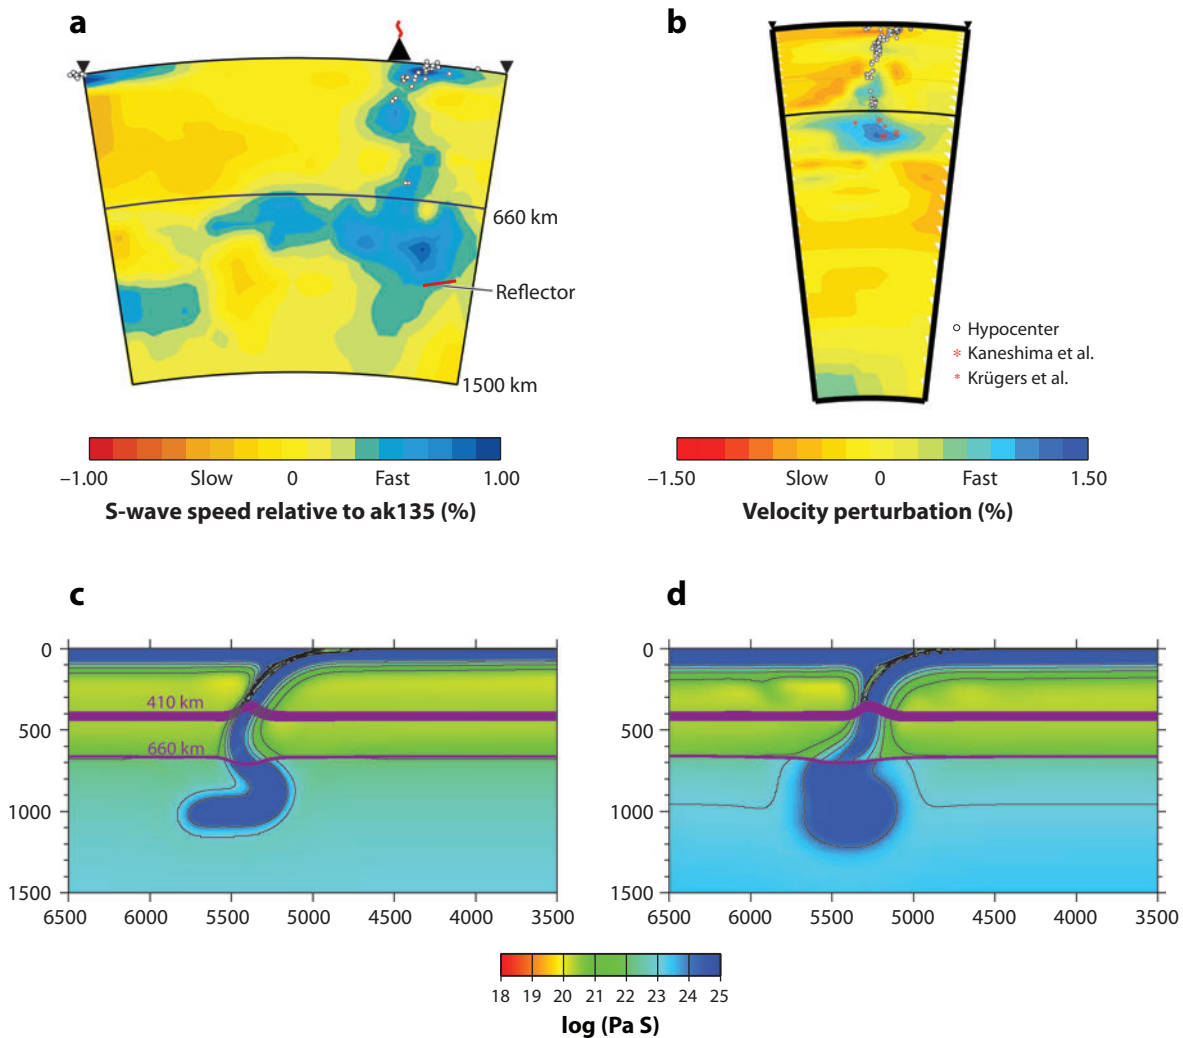 a
b
660 km
Reflector
1500 km
Hypocenter
Kaneshima et al.
Krügers et al.
–1.00 Slow 0 Fast 1.00
S-wave speed relative to ak135 (%)
–1.50 Slow 0 Fast 1.50
Velocity perturbation (%)
c
d
0
500
1000
1500
410 km
660 km
6500 6000 5500 5000 4500 4000 3500
0
500
1000
1500
6500 6000 5500 5000 4500 4000 3500
18 19 20 21 22 23 24 25
log (Pa S)